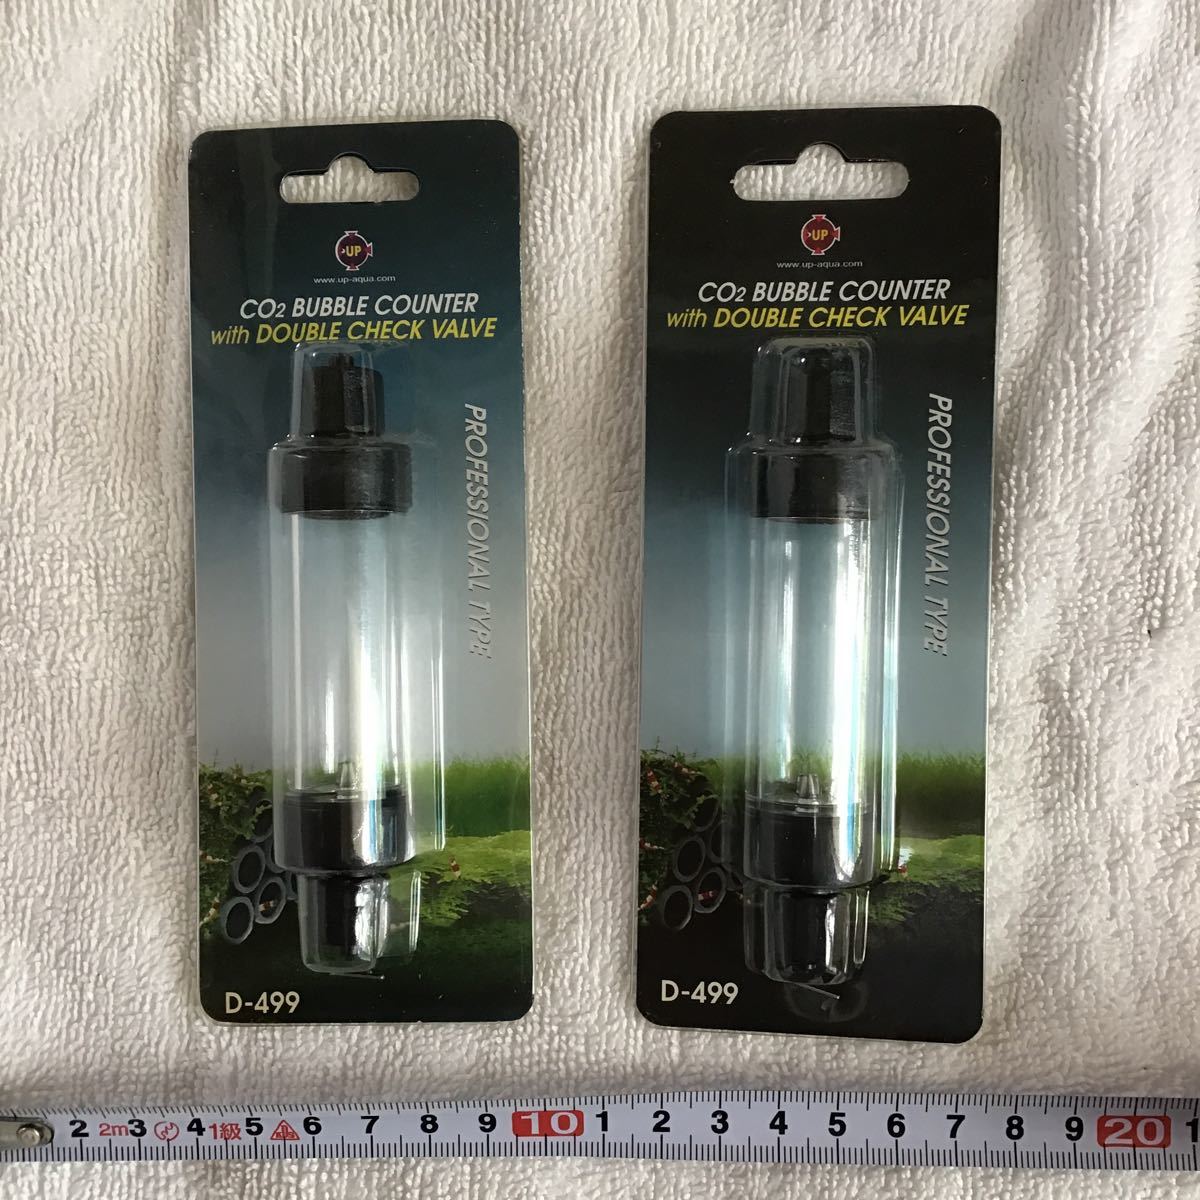 UP
www.up-aqua.com
CO2 BUBBLE COUNTER
with DOUBLE CHECK VALVE
PROFESSIONAL TYPE
D-499
UP
www.up-aqua.com
CO2 BUBBLE COUNTER
with DOUBLE CHECK VALVE
PROFESSIONAL TYPE
D-499
2 2m 3 4 1級 5 6 7 8 9 10 1 2 3 4 5 6 7 8 9 20 1